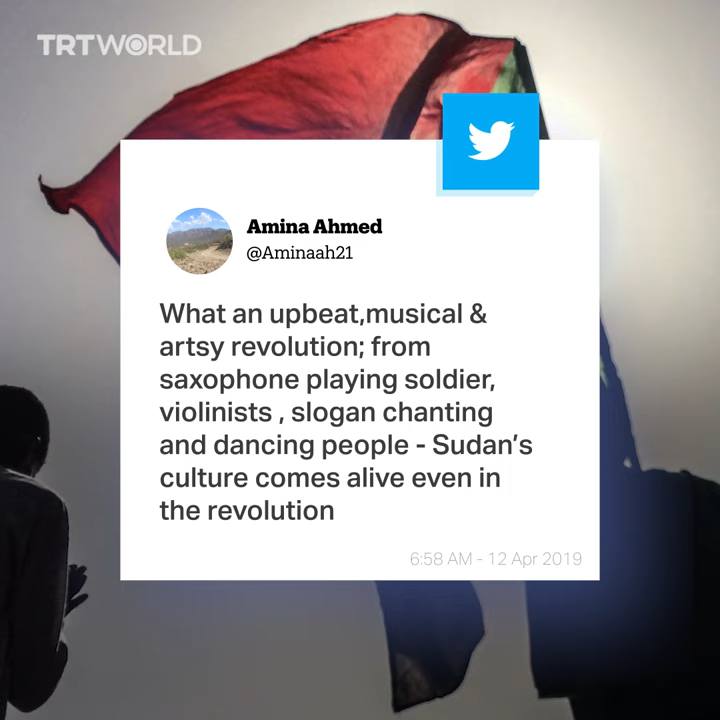 TRTWORLD
Amina Ahmed
@Aminaah21
What an upbeat,musical &
artsy revolution; from
saxophone playing soldier,
violinists , slogan chanting
and dancing people - Sudan's
culture comes alive even in
the revolution
6:58 AM - 12 Apr 2019